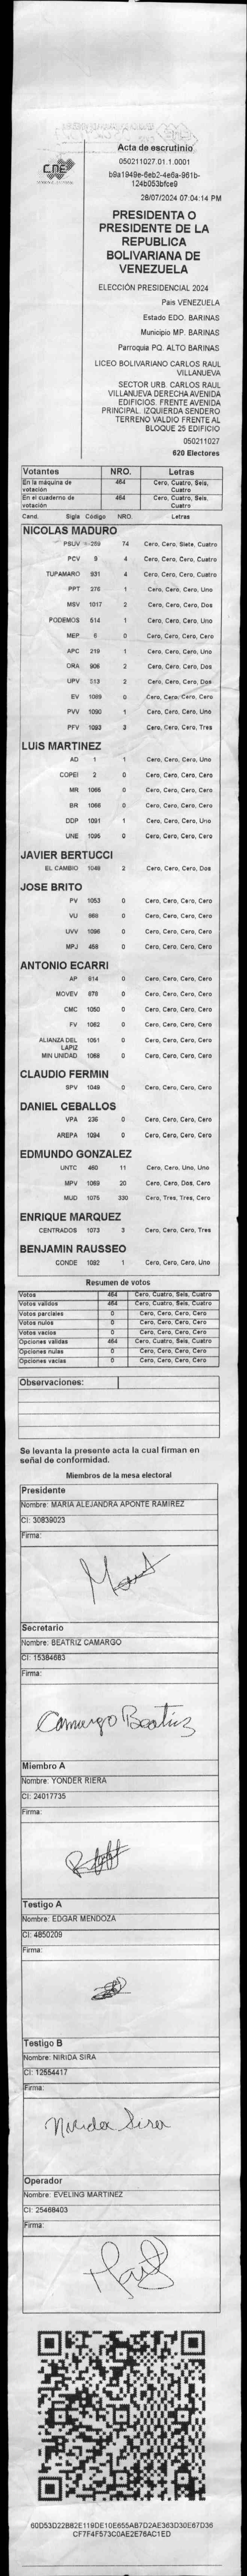 CNE
Acta de escrutinio
050211027.01.1.0001
b9a1949e-6eb2-4e6a-961b-
124b053bfce9
28/07/2024 07:04:14 PM
PRESIDENTA O
PRESIDENTE DE LA
REPUBLICA
BOLIVARIANA DE
VENEZUELA
ELECCIÓN PRESIDENCIAL 2024
Pais VENEZUELA
Estado EDO. BARINAS
Municipio MP. BARINAS
Parroquia PQ. ALTO BARINAS
LICEO BOLIVARIANO CARLOS RAUL
VILLANUEVA
SECTOR URB. CARLOS RAUL
VILLANUEVA DERECHA AVENIDA
EDIFICIOS. FRENTE AVENIDA
PRINCIPAL. IZQUIERDA SENDERO
TERRENO VALDIO FRENTE AL
BLOQUE 25 EDIFICIO
050211027
620 Electores
Votantes NRO. Letras
En la máquina de votación 464 Cero, Cuatro, Seis, Cuatro
En el cuaderno de votación 464 Cero, Cuatro, Seis, Cuatro
Cand. Sigla Código NRO. Letras
NICOLAS MADURO
PSUV 269 74 Cero, Cero, Siete, Cuatro
PCV 3 4 Cero, Cero, Cero, Cuatro
TUPAMARO 931 4 Cero, Cero, Cero, Cuatro
PPT 276 1 Cero, Cero, Cero, Uno
MSV 1017 2 Cero, Cero, Cero, Dos
PODEMOS 514 1 Cero, Cero, Cero, Uno
MEP 6 0 Cero, Cero, Cero, Cero
APC 219 1 Cero, Cero, Cero, Uno
ORA 906 2 Cero, Cero, Cero, Dos
UPV 513 2 Cero, Cero, Cero, Dos
EV 1089 0 Cero, Cero, Cero, Cero
PVV 1090 1 Cero, Cero, Cero, Uno
PFV 1093 3 Cero, Cero, Cero, Tres
LUIS MARTINEZ
AD 1 1 Cero, Cero, Cero, Uno
COPEI 2 0 Cero, Cero, Cero, Cero
MR 1065 0 Cero, Cero, Cero, Cero
BR 1066 0 Cero, Cero, Cero, Cero
DDP 1091 1 Cero, Cero, Cero, Uno
UNE 1095 0 Cero, Cero, Cero, Cero
JAVIER BERTUCCI
EL CAMBIO 1048 2 Cero, Cero, Cero, Dos
JOSE BRITO
PV 1053 0 Cero, Cero, Cero, Cero
VU 868 0 Cero, Cero, Cero, Cero
UVV 1096 0 Cero, Cero, Cero, Cero
MPJ 458 0 Cero, Cero, Cero, Cero
ANTONIO ECARRI
AP 614 0 Cero, Cero, Cero, Cero
MOVEV 878 0 Cero, Cero, Cero, Cero
CMC 1050 0 Cero, Cero, Cero, Cero
FV 1062 0 Cero, Cero, Cero, Cero
ALIANZA DEL LAPIZ 1051 0 Cero, Cero, Cero, Cero
MIN UNIDAD 1068 0 Cero, Cero, Cero, Cero
CLAUDIO FERMIN
SPV 1049 0 Cero, Cero, Cero, Cero
DANIEL CEBALLOS
VPA 236 0 Cero, Cero, Cero, Cero
AREPA 1094 0 Cero, Cero, Cero, Cero
EDMUNDO GONZALEZ
UNTC 460 11 Cero, Cero, Uno, Uno
MPV 1069 20 Cero, Cero, Dos, Cero
MUD 1075 330 Cero, Tres, Tres, Cero
ENRIQUE MARQUEZ
CENTRADOS 1073 3 Cero, Cero, Cero, Tres
BENJAMIN RAUSSEO
CONDE 1092 1 Cero, Cero, Cero, Uno
Resumen de votos
Votos 464 Cero, Cuatro, Seis, Cuatro
Votos validos 464 Cero, Cuatro, Seis, Cuatro
Votos parciales 0 Cero, Cero, Cero, Cero
Votos nulos 0 Cero, Cero, Cero, Cero
Votos vacios 0 Cero, Cero, Cero, Cero
Opciones validas 464 Cero, Cuatro, Seis, Cuatro
Opciones nulas 0 Cero, Cero, Cero, Cero
Opciones vacias 0 Cero, Cero, Cero, Cero
Observaciones:
Se levanta la presente acta la cual firman en
señal de conformidad.
Miembros de la mesa electoral
Presidente
Nombre: MARIA ALEJANDRA APONTE RAMIREZ
CI: 30839023
Firma:
Secretario
Nombre: BEATRIZ CAMARGO
CI: 15384683
Firma:
Camargo Beatriz
Miembro A
Nombre: YONDER RIERA
CI: 24017735
Firma:
Testigo A
Nombre: EDGAR MENDOZA
CI: 4850209
Firma:
Testigo B
Nombre: NIRIDA SIRA
CI: 12554417
Firma:
Nirida Sira
Operador
Nombre: EVELING MARTINEZ
CI: 25468403
Firma:
60D53D22B82E119DE10E655AB7D2AE363D30E67D36
CF7F4F573C0AE2E76AC1ED